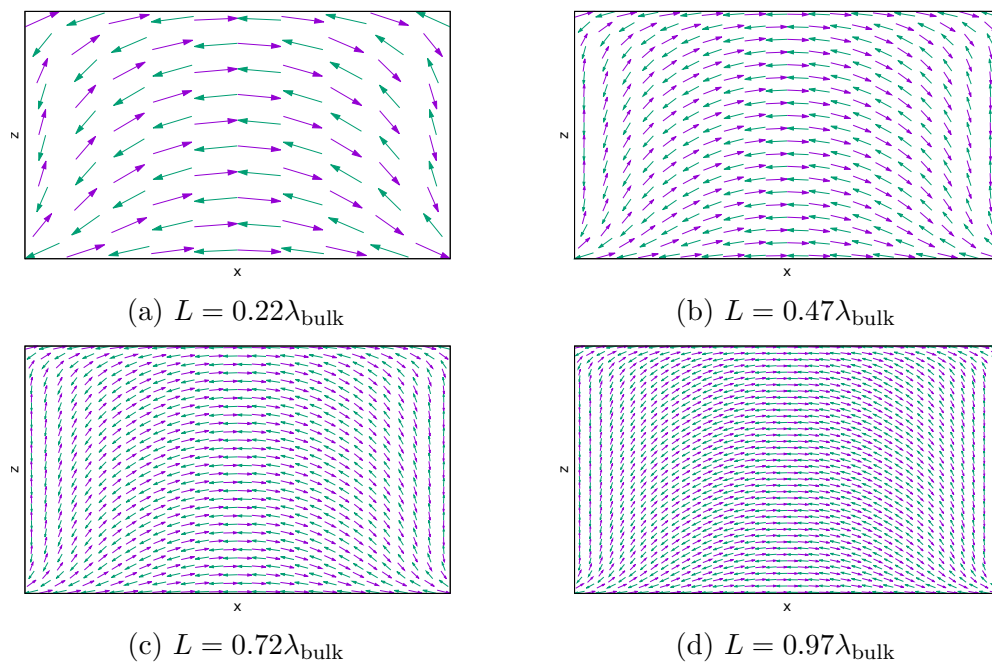 z
x
(a) L = 0.22λbulk
z
x
(b) L = 0.47λbulk
z
x
(c) L = 0.72λbulk
z
x
(d) L = 0.97λbulk